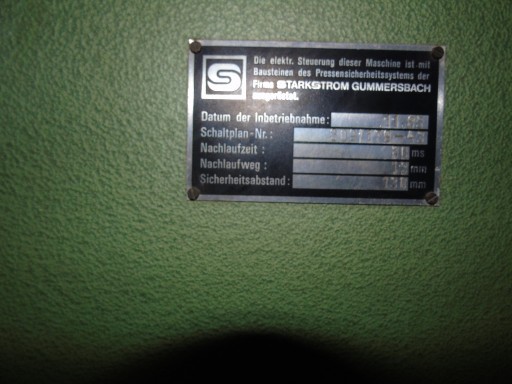 S
Die elektr. Steuerung dieser Maschine ist mit
Bausteinen des Pressensicherheitssystems der
Firma STARKSTROM GUMMERSBACH
ausgerüstet.
Datum der Inbetriebnahme:
Schaltplan-Nr.:
Nachlaufzeit: ms
Nachlaufweg: mm
Sicherheitsabstand: mm